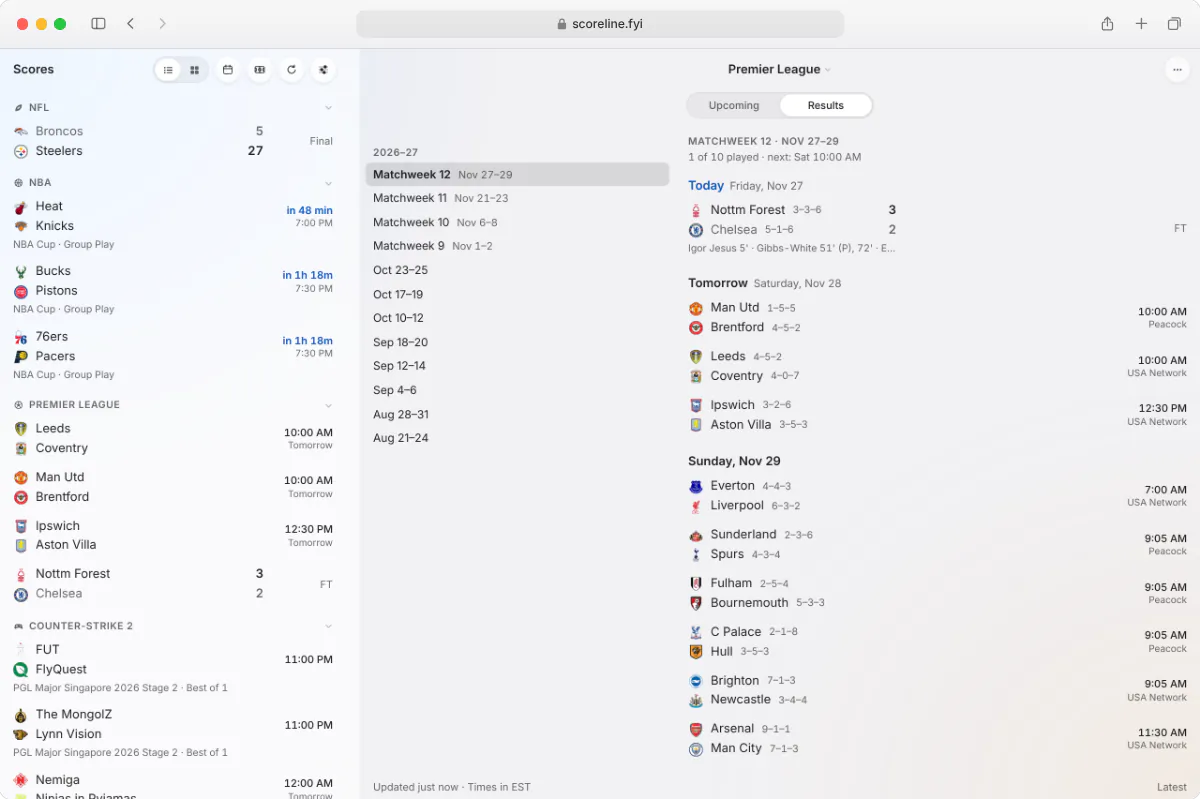 scoreline.fyi
Scores
NFL
Broncos 5
Steelers 27
Final
NBA
Heat
Knicks
in 48 min
7:00 PM
NBA Cup · Group Play
Bucks
Pistons
in 1h 18m
7:30 PM
NBA Cup · Group Play
76ers
Pacers
in 1h 18m
7:30 PM
NBA Cup · Group Play
PREMIER LEAGUE
Leeds
Coventry
10:00 AM
Tomorrow
Man Utd
Brentford
10:00 AM
Tomorrow
Ipswich
Aston Villa
12:30 PM
Tomorrow
Nottm Forest 3
Chelsea 2
FT
COUNTER-STRIKE 2
FUT
FlyQuest
11:00 PM
PGL Major Singapore 2026 Stage 2 · Best of 1
The MongolZ
Lynn Vision
11:00 PM
PGL Major Singapore 2026 Stage 2 · Best of 1
Nemiga
Ninjas in Pyjamas
12:00 AM
Tomorrow
2026–27
Matchweek 12 Nov 27–29
Matchweek 11 Nov 21–23
Matchweek 10 Nov 6–8
Matchweek 9 Nov 1–2
Oct 23–25
Oct 17–19
Oct 10–12
Sep 18–20
Sep 12–14
Sep 4–6
Aug 28–31
Aug 21–24
Updated just now · Times in EST
Premier League
Upcoming Results
MATCHWEEK 12 · NOV 27–29
1 of 10 played · next: Sat 10:00 AM
Today Friday, Nov 27
Nottm Forest 3–3–6 3
Chelsea 5–1–6 2
FT
Igor Jesus 5' · Gibbs-White 51' (P), 72' · E...
Tomorrow Saturday, Nov 28
Man Utd 1–5–5
Brentford 4–5–2
10:00 AM
Peacock
Leeds 4–5–2
Coventry 4–0–7
10:00 AM
USA Network
Ipswich 3–2–6
Aston Villa 3–5–3
12:30 PM
USA Network
Sunday, Nov 29
Everton 4–4–3
Liverpool 6–3–2
7:00 AM
USA Network
Sunderland 2–3–6
Spurs 4–3–4
9:05 AM
Peacock
Fulham 2–5–4
Bournemouth 5–3–3
9:05 AM
Peacock
C Palace 2–1–8
Hull 3–5–3
9:05 AM
Peacock
Brighton 7–1–3
Newcastle 3–4–4
9:05 AM
USA Network
Arsenal 9–1–1
Man City 7–1–3
11:30 AM
USA Network
Latest